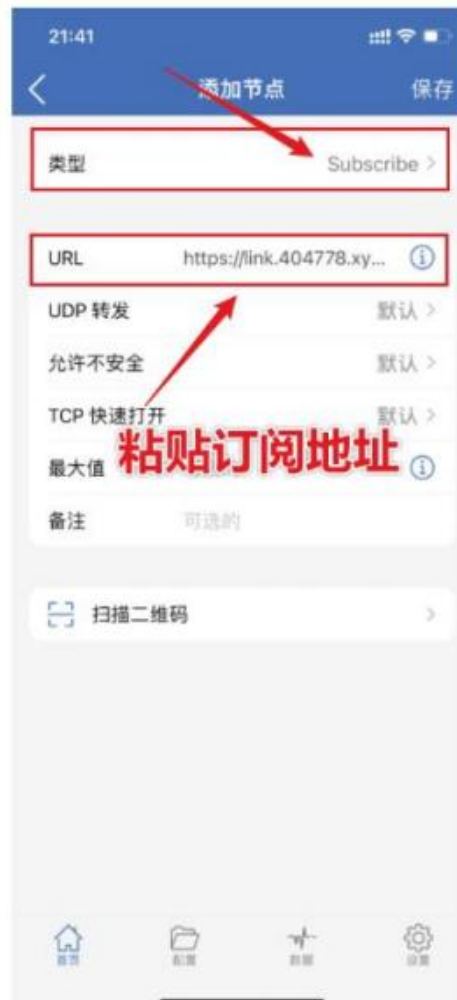 21:41
添加节点 保存
类型 Subscribe >
URL https://link.404778.xy...
UDP 转发 默认 >
允许不安全 默认 >
TCP 快速打开 默认 >
粘贴订阅地址
最大值
备注 可选的
扫描二维码 >
首页 配置 数据 设置